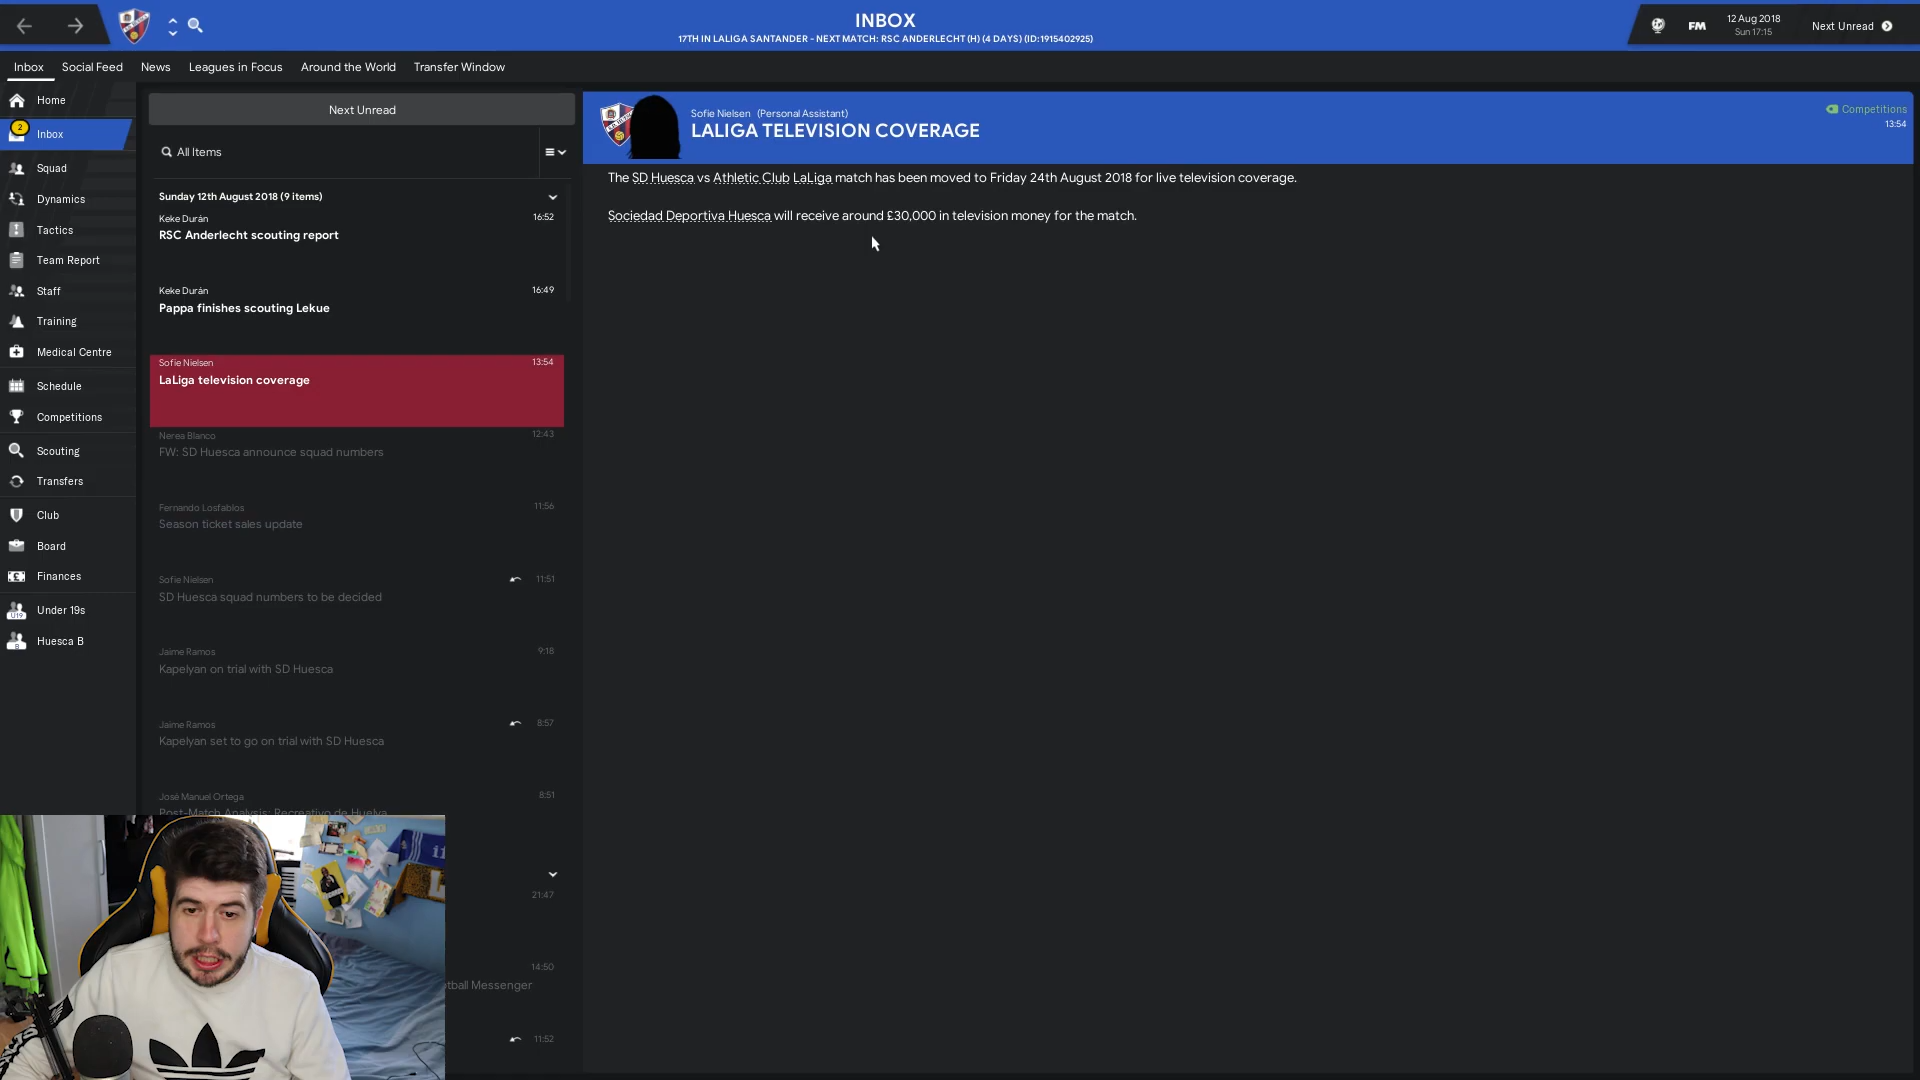 INBOX
17TH IN LALIGA SANTANDER - NEXT MATCH: RSC ANDERLECHT (H) (4 DAYS) (ID:1915402925)
FM
12 Aug 2018
Sun 17:15
Next Unread
Inbox
Social Feed
News
Leagues in Focus
Around the World
Transfer Window
Home
2
Inbox
Squad
Dynamics
Tactics
Team Report
Staff
Training
Medical Centre
Schedule
Competitions
Scouting
Transfers
Club
Board
Finances
Under 19s
Huesca B
Next Unread
All Items
Sunday 12th August 2018 (9 items)
Keke Durán 16:52
RSC Anderlecht scouting report
Keke Durán 16:49
Pappa finishes scouting Lekue
Sofie Nielsen 13:54
LaLiga television coverage
Nerea Blanco 12:43
FW: SD Huesca announce squad numbers
Fernando Losfablos 11:56
Season ticket sales update
Sofie Nielsen 11:51
SD Huesca squad numbers to be decided
Jaime Ramos 9:18
Kapelyan on trial with SD Huesca
Jaime Ramos 8:57
Kapelyan set to go on trial with SD Huesca
José Manuel Ortega 8:51
Post-Match Analysis: Recreativo de Huelva
21:47
14:50
tball Messenger
11:52
Sofie Nielsen (Personal Assistant)
LALIGA TELEVISION COVERAGE
Competitions
13:54
The SD Huesca vs Athletic Club LaLiga match has been moved to Friday 24th August 2018 for live television coverage.
Sociedad Deportiva Huesca will receive around £30,000 in television money for the match.